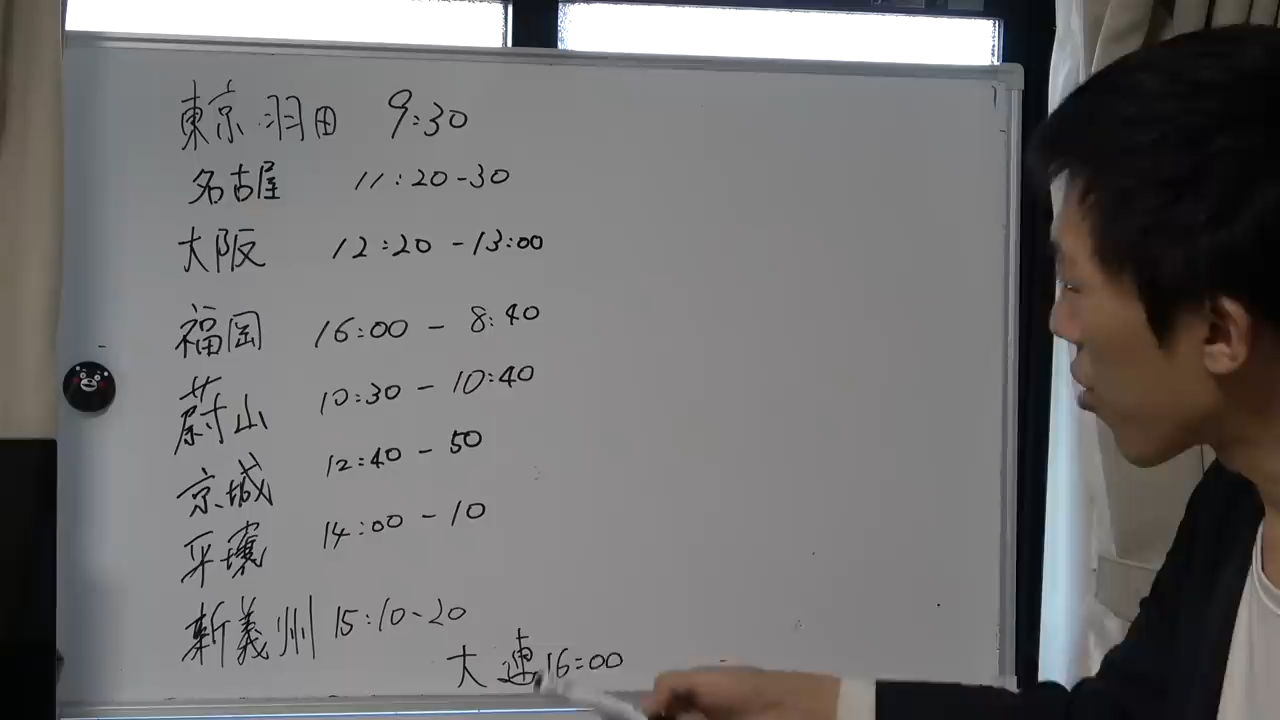 東京 羽田 9:30
名古屋 11:20-30
大阪 12:20 -13:00
福岡 16:00 - 8:40
蔚山 10:30 - 10:40
京城 12:40 - 50
平壌 14:00 - 10
新義州 15:10-20
大連 16:00